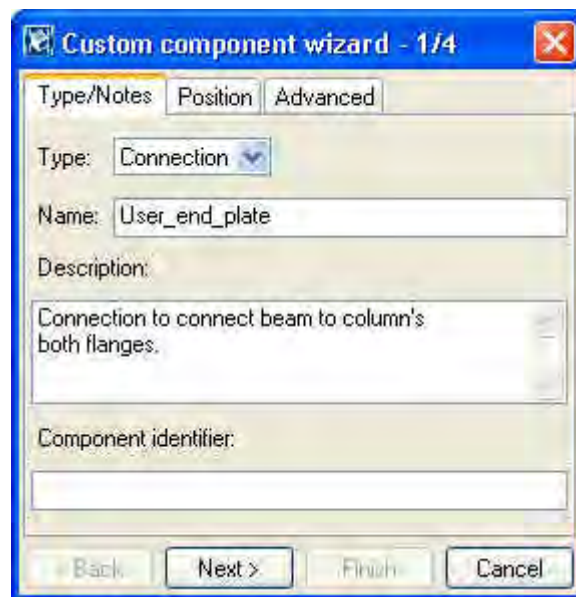 Custom component wizard - 1/4
Type/Notes Position Advanced
Type: Connection
Name: User_end_plate
Description:
Connection to connect beam to column's
both flanges.
Component identifier:
< Back Next > Finish Cancel